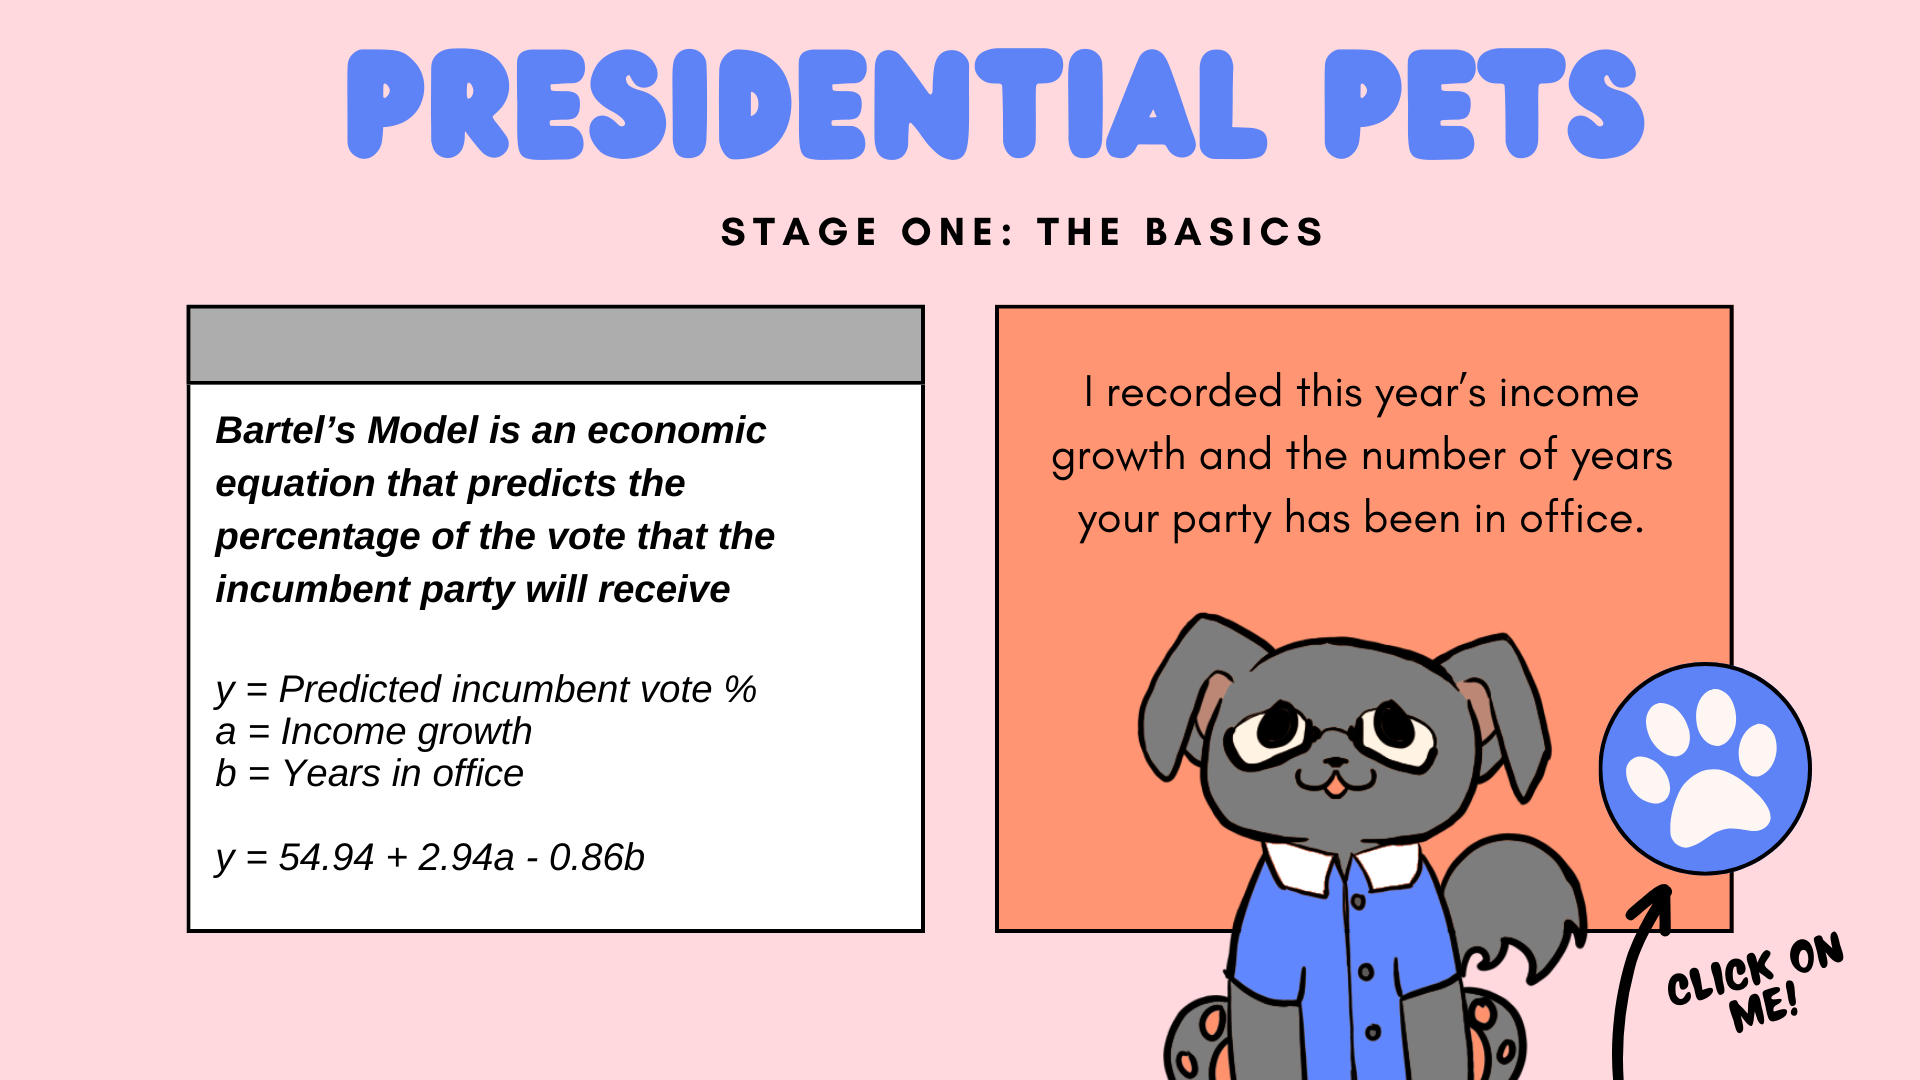 PRESIDENTIAL PETS
STAGE ONE: THE BASICS
Bartel’s Model is an economic
equation that predicts the
percentage of the vote that the
incumbent party will receive
y = Predicted incumbent vote %
a = Income growth
b = Years in office
y = 54.94 + 2.94a - 0.86b
I recorded this year’s income
growth and the number of years
your party has been in office.
CLICK ON
ME!